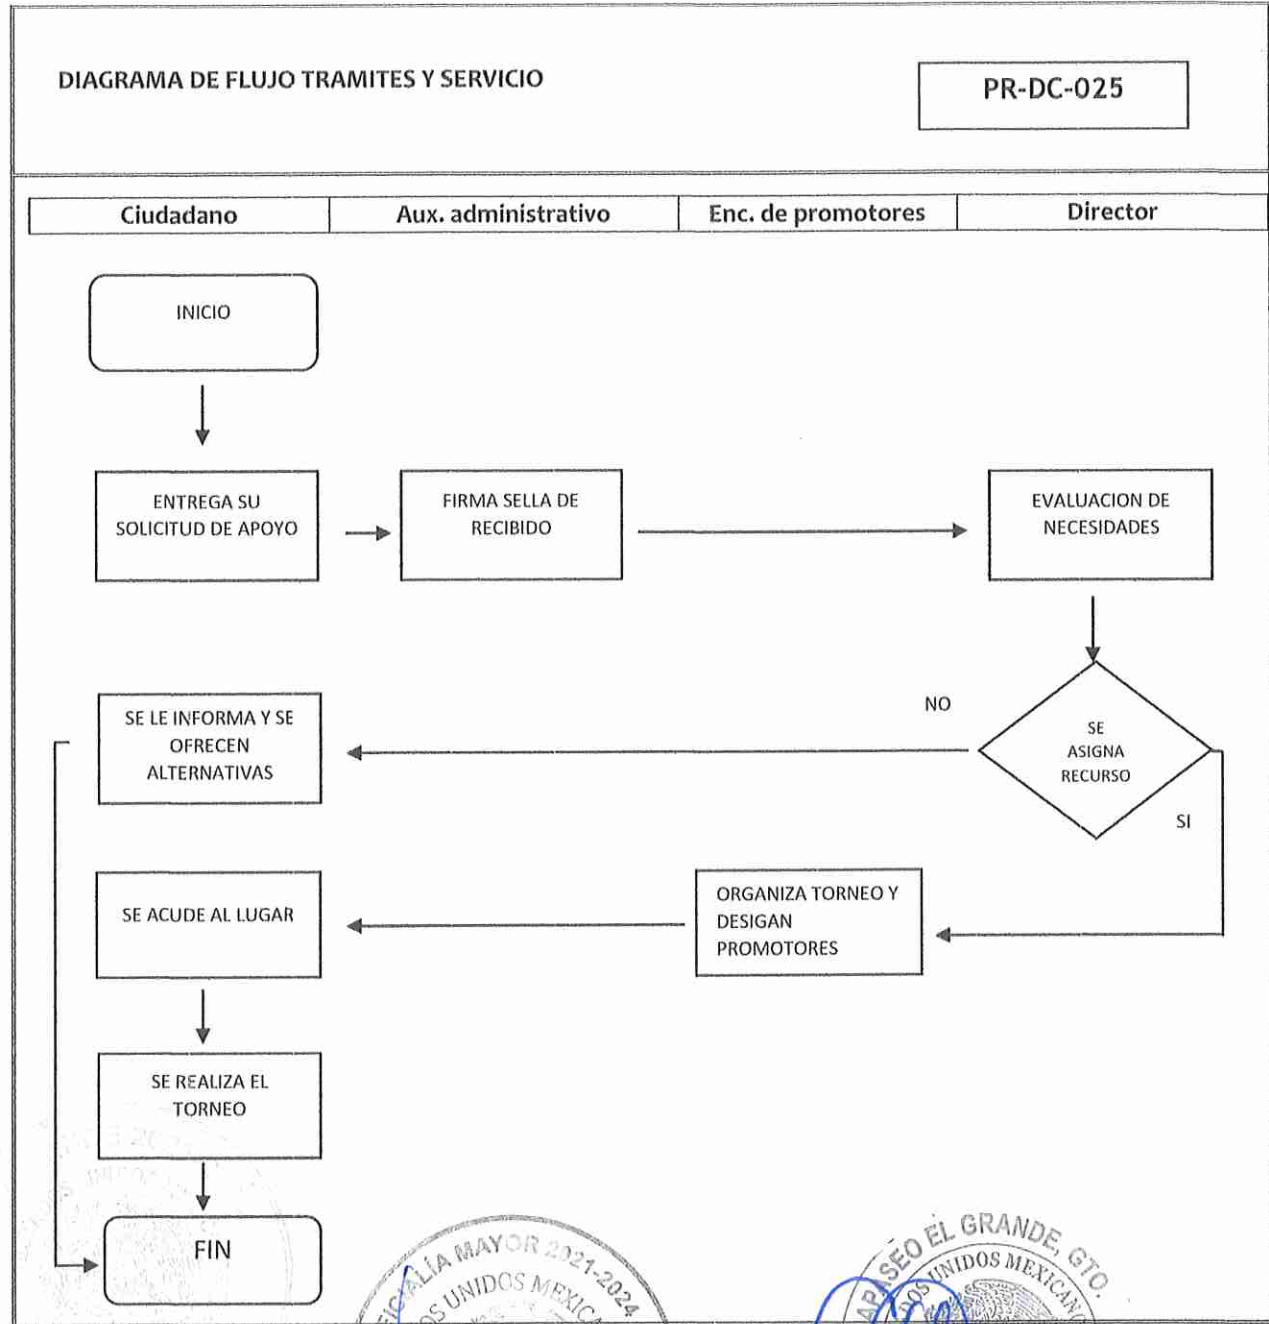 DIAGRAMA DE FLUJO TRAMITES Y SERVICIO
PR-DC-025
Ciudadano
Aux. administrativo
Enc. de promotores
Director
INICIO
ENTREGA SU
SOLICITUD DE APOYO
FIRMA SELLA DE
RECIBIDO
EVALUACION DE
NECESIDADES
SE
ASIGNA
RECURSO
NO
SI
SE LE INFORMA Y SE
OFRECEN
ALTERNATIVAS
ORGANIZA TORNEO Y
DESIGAN
PROMOTORES
SE ACUDE AL LUGAR
SE REALIZA EL
TORNEO
FIN
MAYOR 2021-2024
UNIDOS
APASEO EL GRANDE, GTO.
UNIDOS